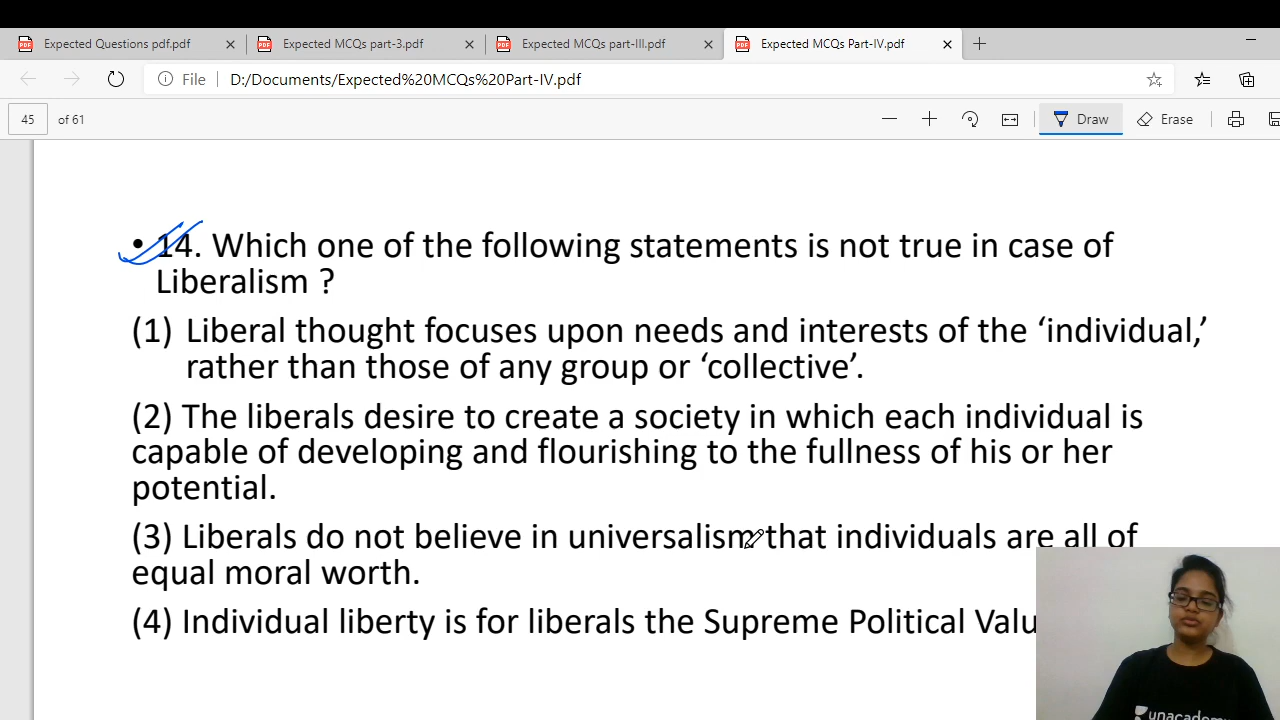 Expected Questions pdf.pdf
Expected MCQs part-3.pdf
Expected MCQs part-III.pdf
Expected MCQs Part-IV.pdf
File
D:/Documents/Expected%20MCQs%20Part-IV.pdf
45
of 61
Draw
Erase
• 14. Which one of the following statements is not true in case of
Liberalism ?
(1) Liberal thought focuses upon needs and interests of the ‘individual,’
rather than those of any group or ‘collective’.
(2) The liberals desire to create a society in which each individual is
capable of developing and flourishing to the fullness of his or her
potential.
(3) Liberals do not believe in universalism that individuals are all of
equal moral worth.
(4) Individual liberty is for liberals the Supreme Political Valu
unacademy